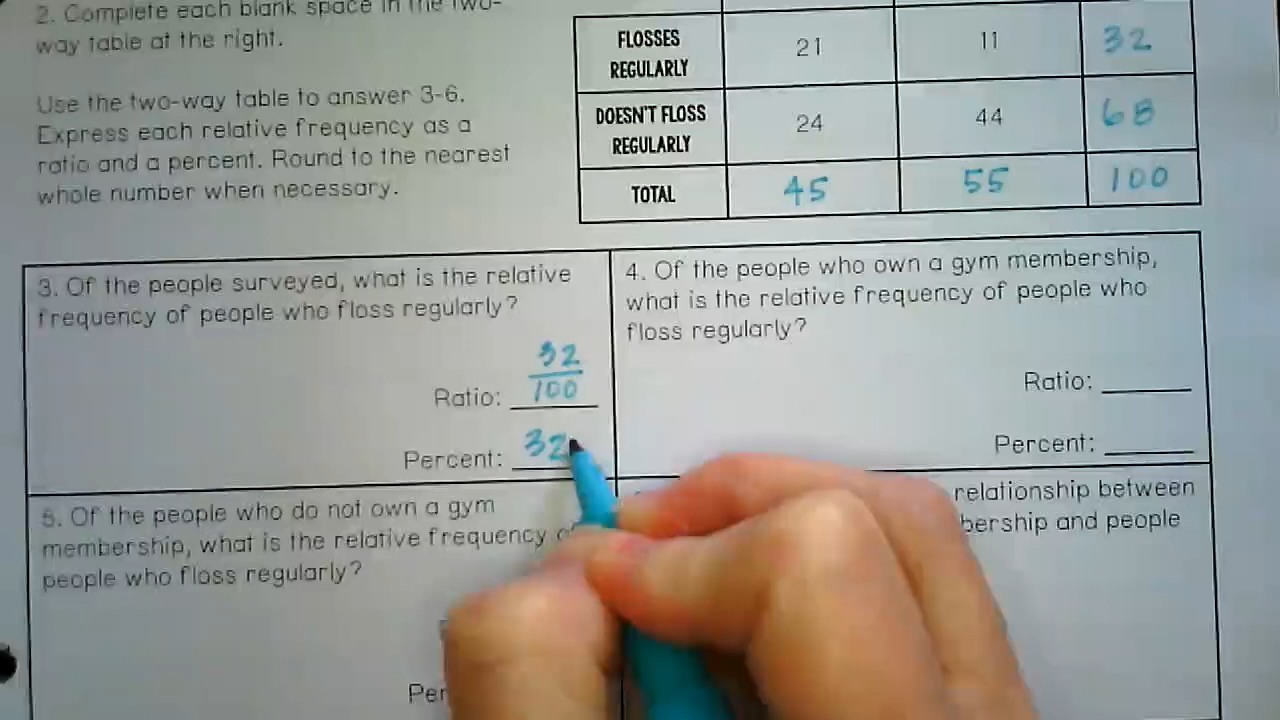 2. Complete each blank space in the two-
way table at the right.
Use the two-way table to answer 3-6.
Express each relative frequency as a
ratio and a percent. Round to the nearest
whole number when necessary.
FLOSSES
REGULARLY
21
11
32
DOESN'T FLOSS
REGULARLY
24
44
68
TOTAL
45
55
100
3. Of the people surveyed, what is the relative
frequency of people who floss regularly?
Ratio: 32
100
Percent: 32
4. Of the people who own a gym membership,
what is the relative frequency of people who
floss regularly?
Ratio:
Percent:
5. Of the people who do not own a gym
membership, what is the relative frequency
people who floss regularly?
relationship between
and people